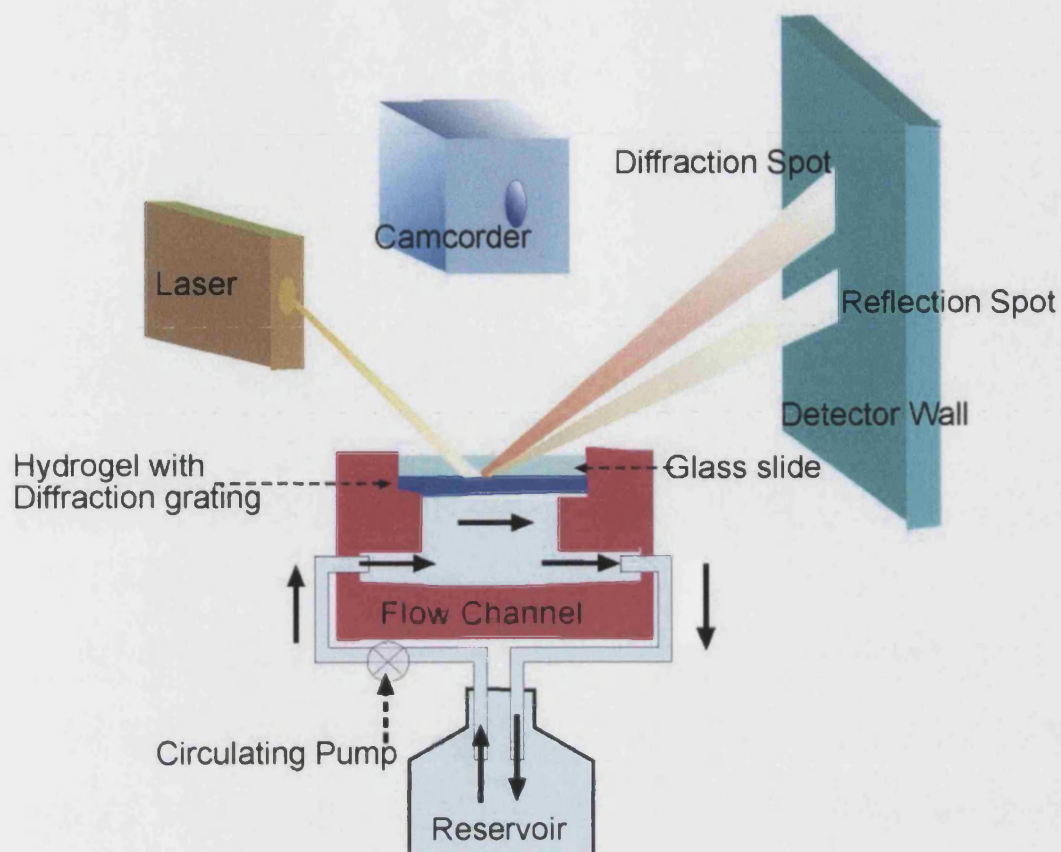 Diffraction Spot
Camcorder
Laser
Reflection Spot
Detector Wall
Hydrogel with
Diffraction grating
Glass slide
Flow Channel
Circulating Pump
Reservoir